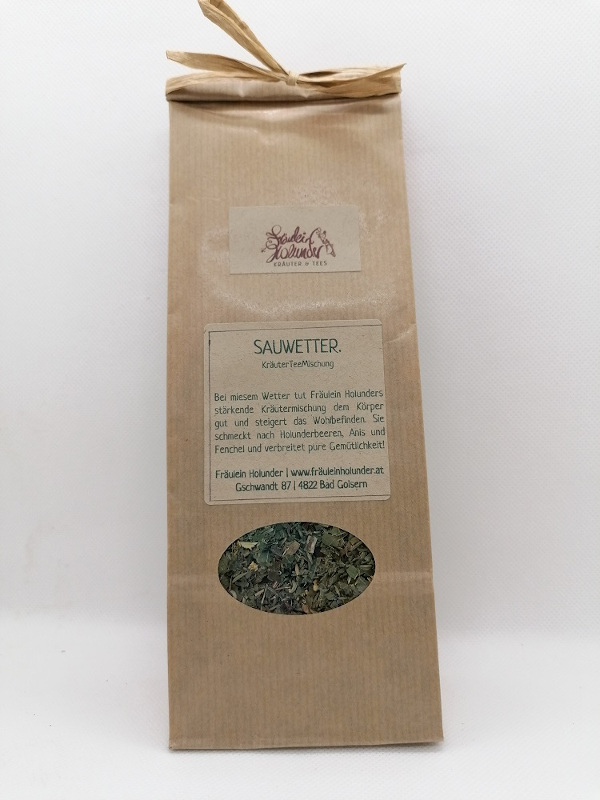 Fräulein
Holunder
KRÄUTER & TEES
SAUWETTER.
KräuterTeeMischung
Bei miesem Wetter tut Fräulein Holunders
stärkende Kräutermischung dem Körper
gut und steigert das Wohlbefinden. Sie
schmeckt nach Holunderbeeren, Anis und
Fenchel und verbreitet pure Gemütlichkeit!
Fräulein Holunder | www.fräuleinholunder.at
Gschwandt 87 | 4822 Bad Goisern